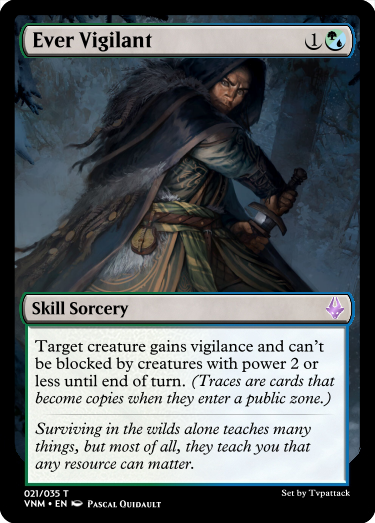 Ever Vigilant 1
Skill Sorcery
Target creature gains vigilance and can't
be blocked by creatures with power 2 or
less until end of turn. (Traces are cards that
become copies when they enter a public zone.)
Surviving in the wilds alone teaches many
things, but most of all, they teach you that
any resource can matter.
021/035 T
Set by Tvpattack
VNM • EN Pascal Quidault